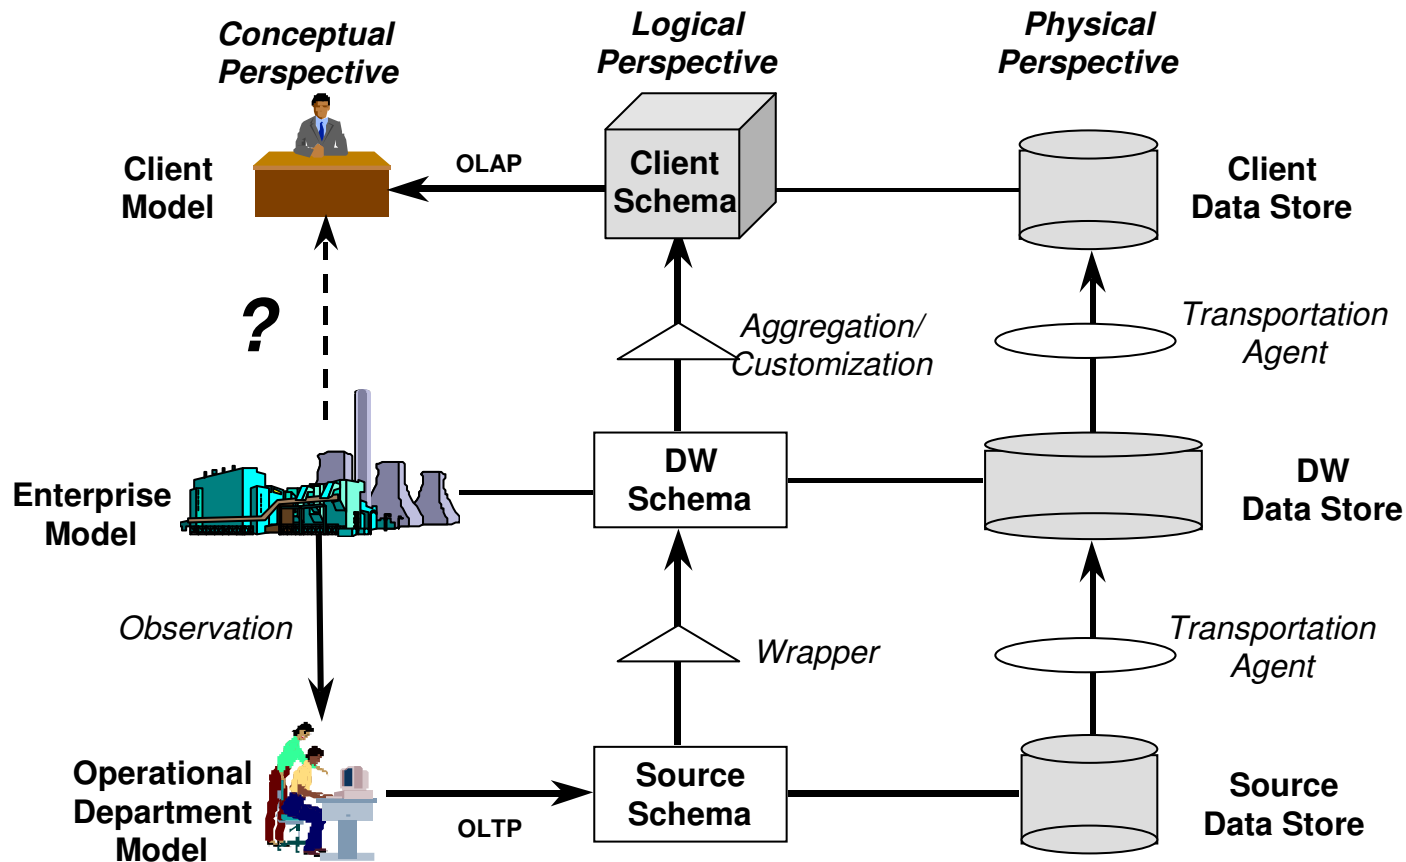 Conceptual
Perspective
Logical
Perspective
Physical
Perspective
Client
Model
OLAP
Client
Schema
Client
Data Store
?
Aggregation/
Customization
Transportation
Agent
Enterprise
Model
DW
Schema
DW
Data Store
Observation
Wrapper
Transportation
Agent
Operational
Department
Model
OLTP
Source
Schema
Source
Data Store